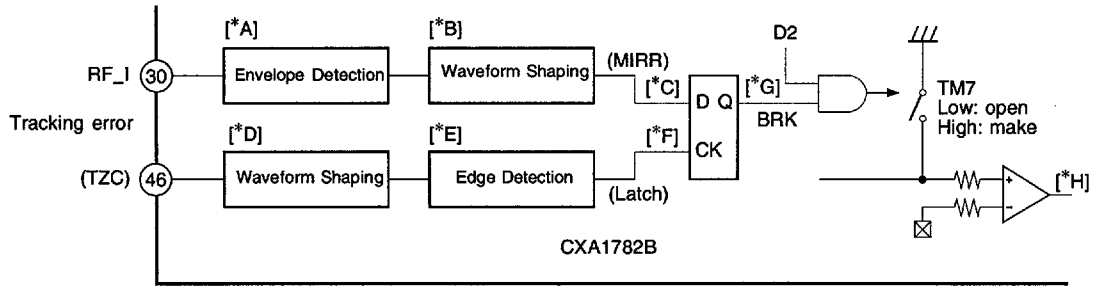 [*A]
[*B]
D2
RF_I
30
Envelope Detection
Waveform Shaping
(MIRR)
[*C]
D Q
[*G]
BRK
TM7
Low: open
High: make
Tracking error
[*D]
[*E]
[*F]
CK
(TZC)
46
Waveform Shaping
Edge Detection
(Latch)
+
-
[*H]
CXA1782B